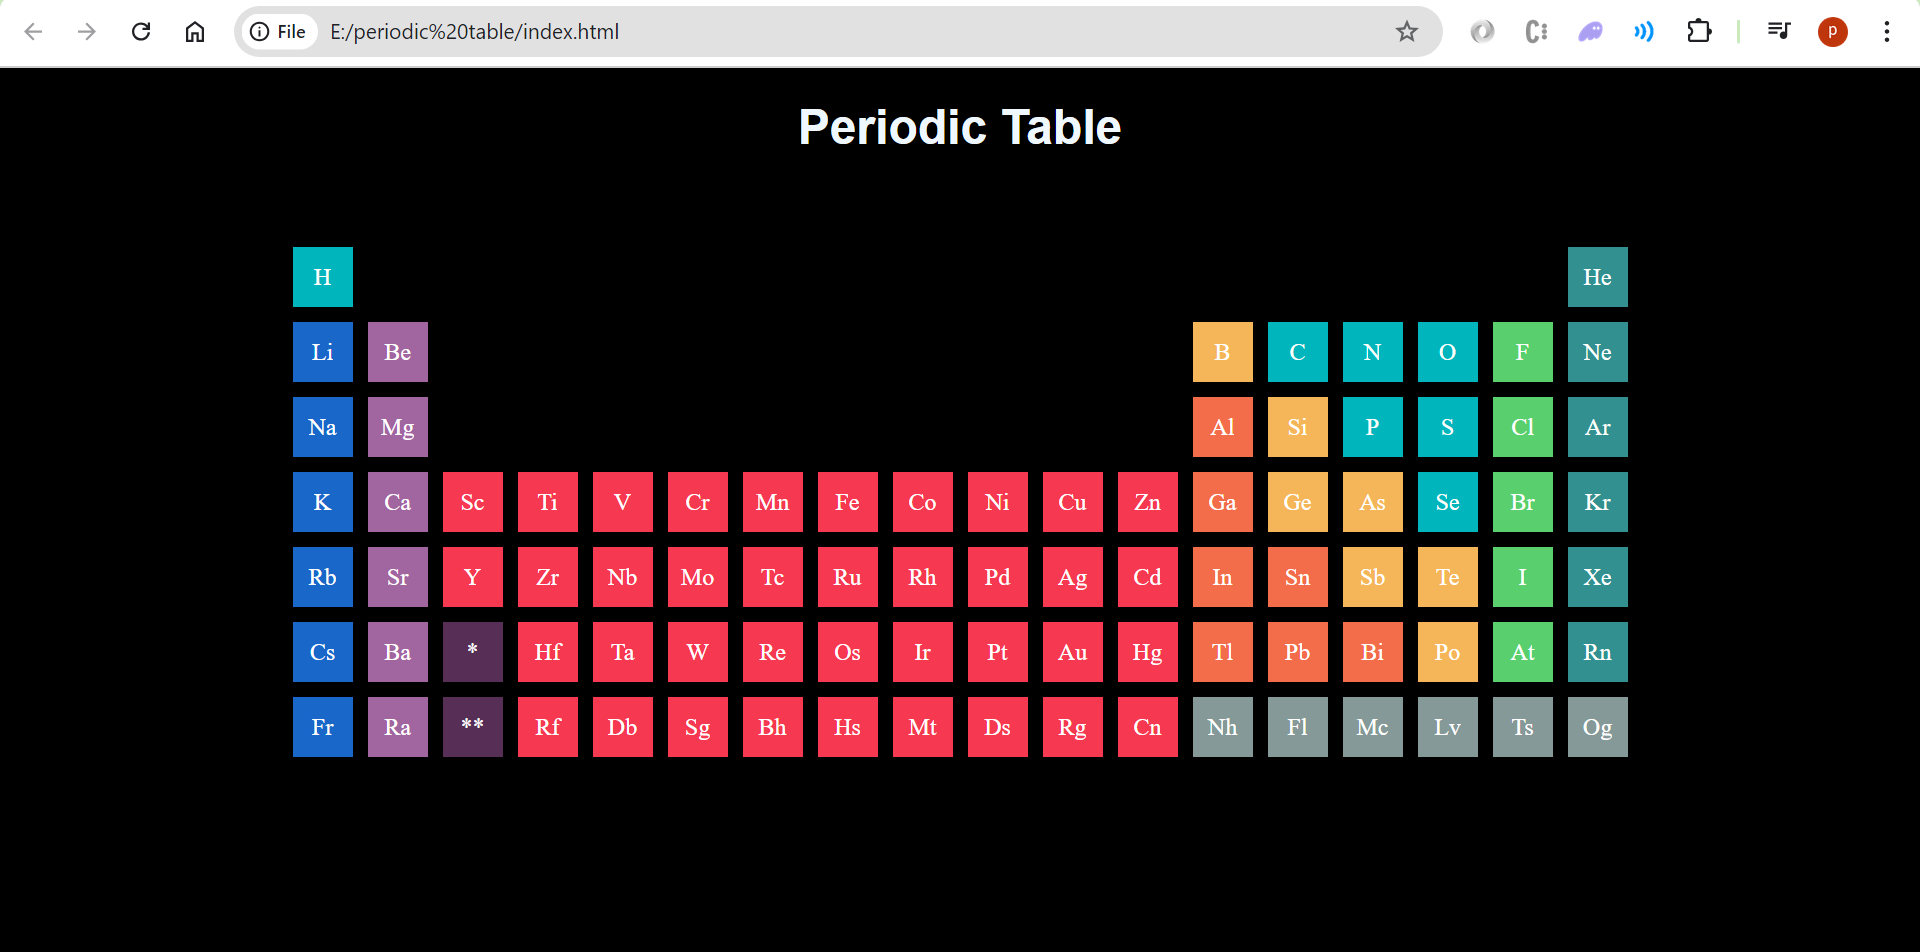 File E:/periodic%20table/index.html p
Periodic Table
H He
Li Be B C N O F Ne
Na Mg Al Si P S Cl Ar
K Ca Sc Ti V Cr Mn Fe Co Ni Cu Zn Ga Ge As Se Br Kr
Rb Sr Y Zr Nb Mo Tc Ru Rh Pd Ag Cd In Sn Sb Te I Xe
Cs Ba * Hf Ta W Re Os Ir Pt Au Hg Tl Pb Bi Po At Rn
Fr Ra ** Rf Db Sg Bh Hs Mt Ds Rg Cn Nh Fl Mc Lv Ts Og